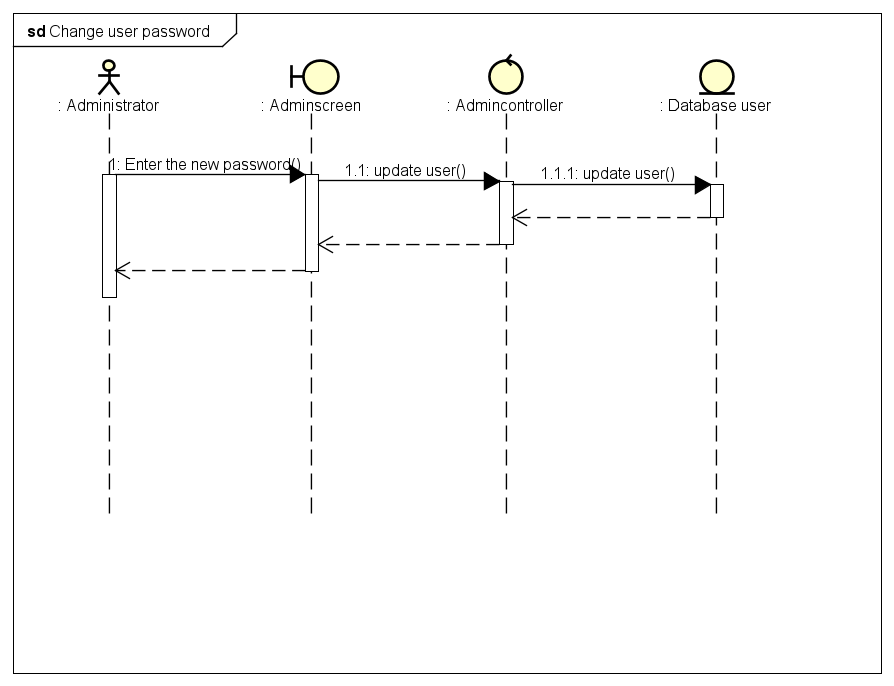 sd Change user password
: Administrator
: Adminscreen
: Admincontroller
: Database user
1: Enter the new password()
1.1: update user()
1.1.1: update user()